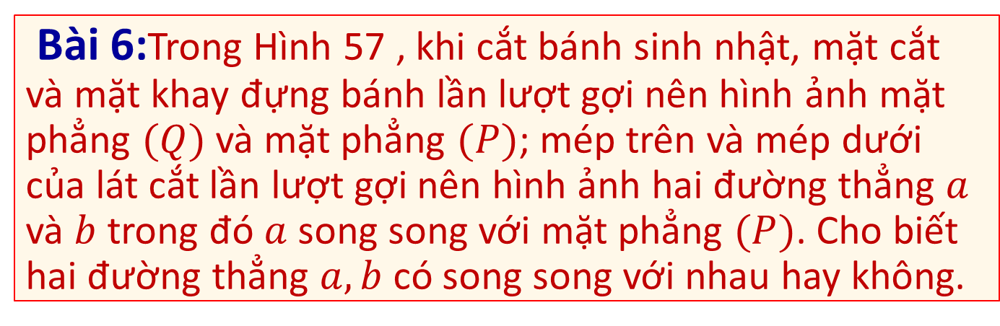 Bài 6:Trong Hình 57 , khi cắt bánh sinh nhật, mặt cắt
và mặt khay đựng bánh lần lượt gợi nên hình ảnh mặt
phẳng (Q) và mặt phẳng (P); mép trên và mép dưới
của lát cắt lần lượt gợi nên hình ảnh hai đường thẳng a
và b trong đó a song song với mặt phẳng (P). Cho biết
hai đường thẳng a, b có song song với nhau hay không.